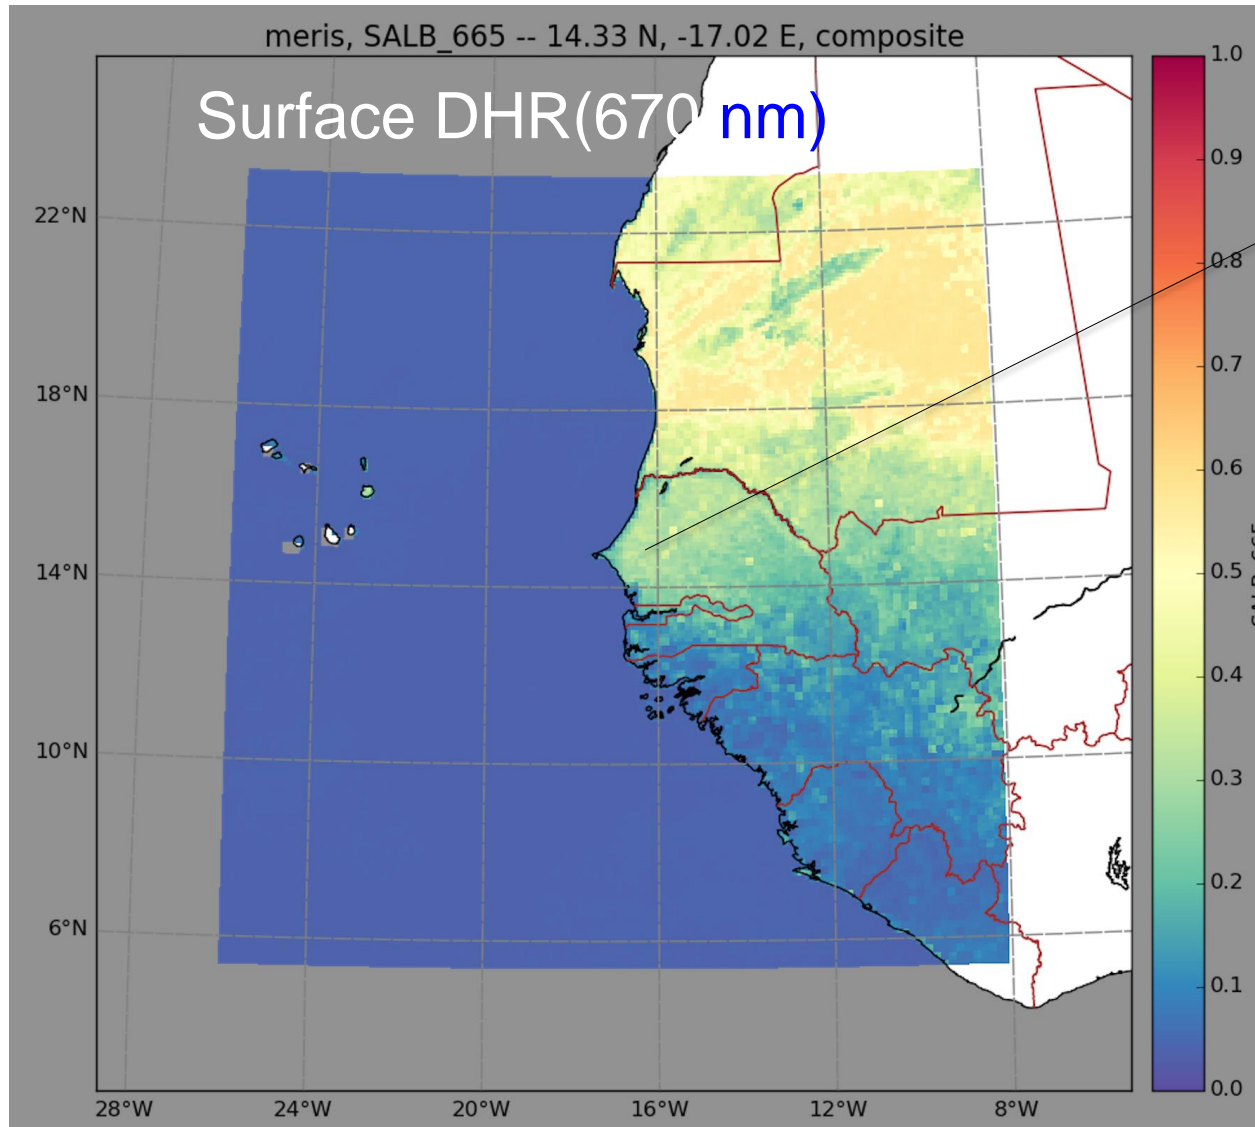 meris, SALB_665 -- 14.33 N, -17.02 E, composite
Surface DHR(670 nm)
1.0
0.9
22°N
0.8
0.7
18°N
0.6
14°N
0.5
SALB_665
0.4
0.3
10°N
0.2
6°N
0.1
0.0
28°W 24°W 20°W 16°W 12°W 8°W